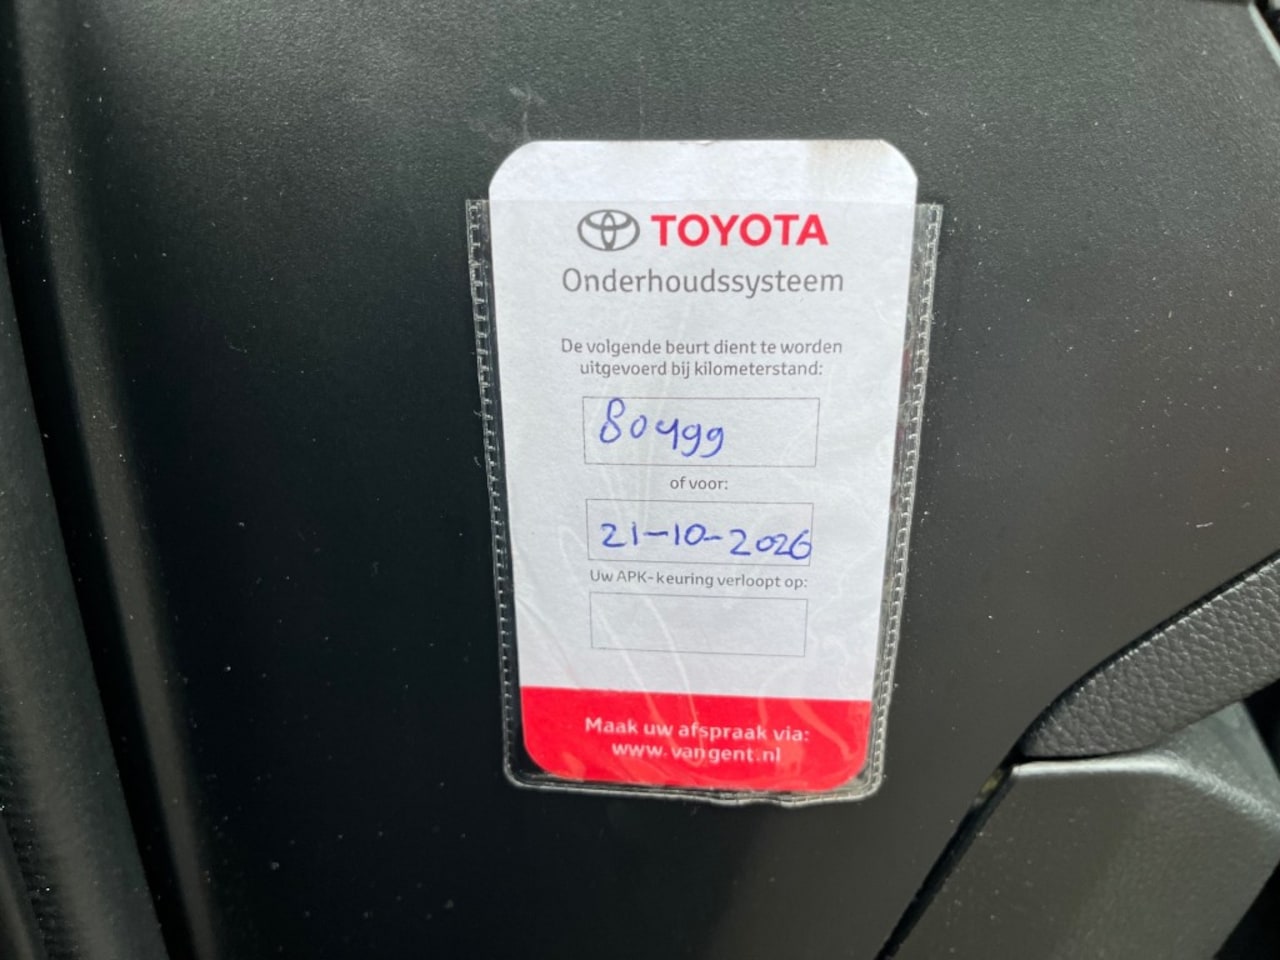 TOYOTA
Onderhoudssysteem
De volgende beurt dient te worden
uitgevoerd bij kilometerstand:
80499
of voor:
21-10-2026
Uw APK-keuring verloopt op:
Maak uw afspraak via:
www.vangent.nl